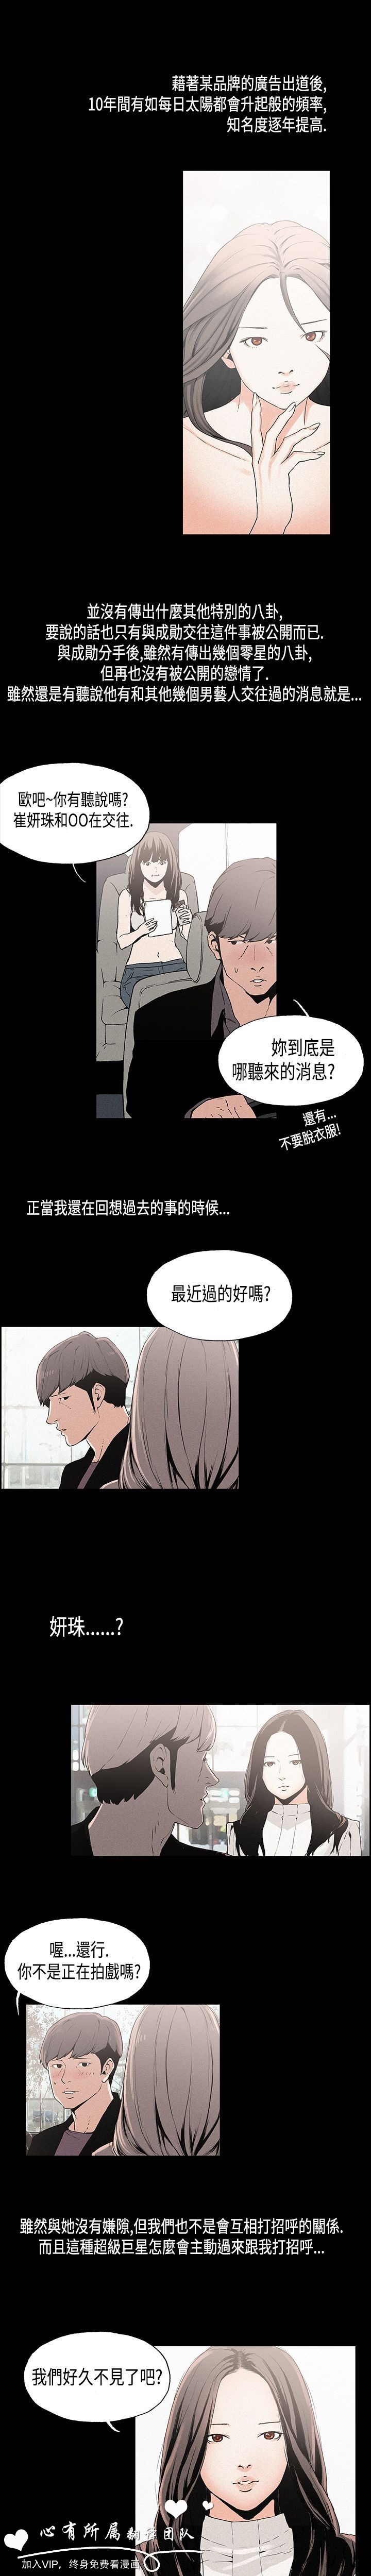 藉著某品牌的廣告出道後,
10年間有如每日太陽都會升起般的頻率,
知名度逐年提高.
並沒有傳出什麼其他特別的八卦,
要說的話也只有與成勛交往這件事被公開而已.
與成勛分手後,雖然有傳出幾個零星的八卦,
但再也沒有被公開的戀情了.
雖然還是有聽說他有和其他幾個男藝人交往過的消息就是...
歐吧~你有聽說嗎?
崔妍珠和OO在交往.
妳到底是
哪聽來的消息?
還有...
不要脫衣服!
正當我還在回想過去的事的時候...
最近過的好嗎?
妍珠......?
喔...還行.
你不是正在拍戲嗎?
雖然與她沒有嫌隙,但我們也不是會互相打招呼的關係.
而且這種超級巨星怎麼會主動過來跟我打招呼...
我們好久不見了吧?
心有所属翻译团队
加入VIP，终身免费看漫画